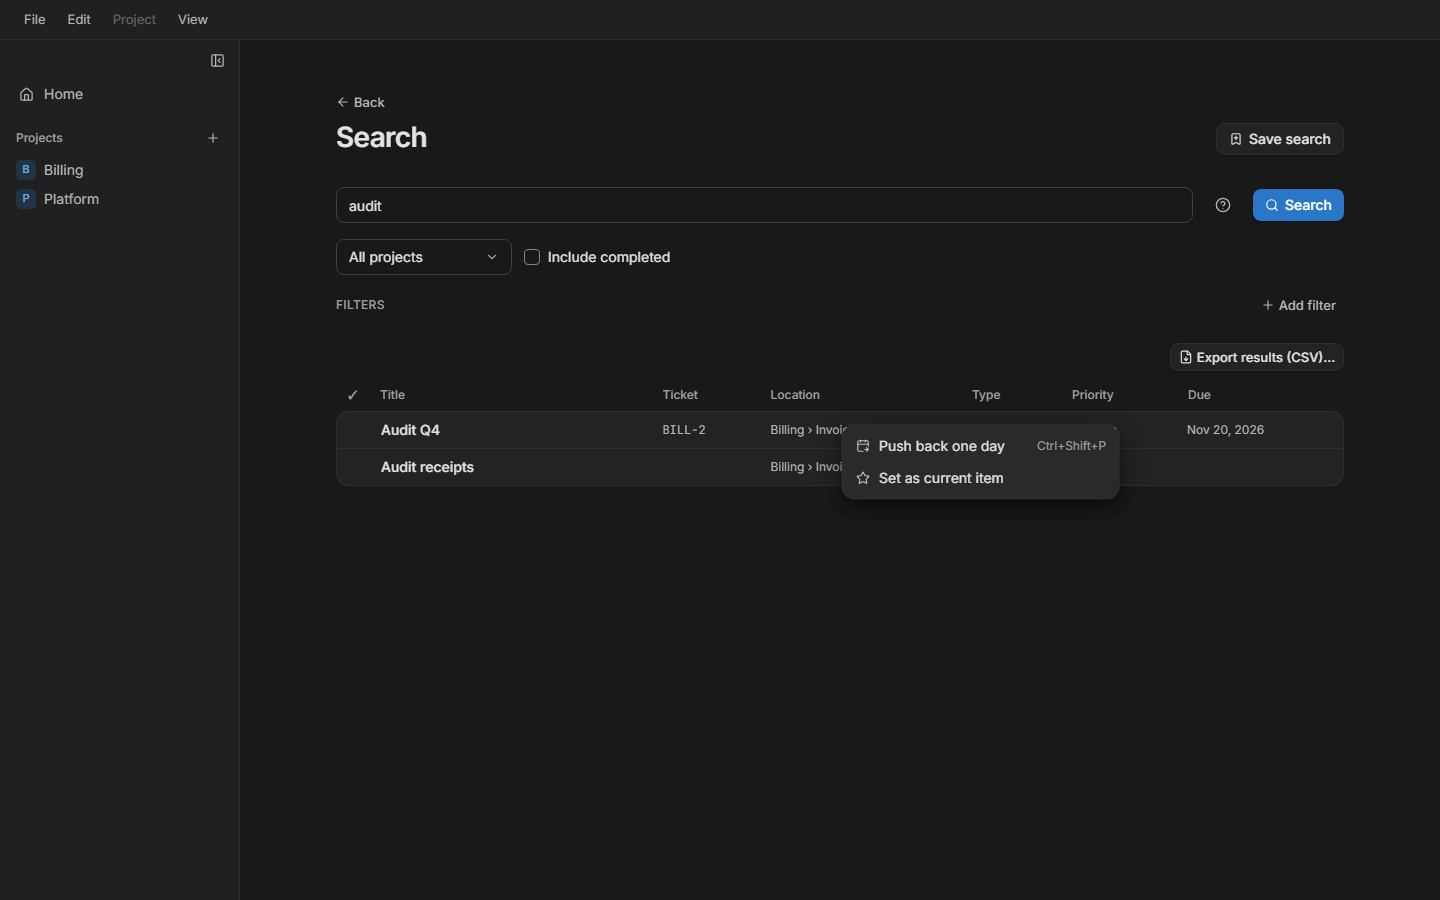 File Edit Project View
Home
Projects
B Billing
P Platform
Back
Search
Save search
audit
Search
All projects
Include completed
FILTERS
Add filter
Export results (CSV)...
✓ Title Ticket Location Type Priority Due
Audit Q4 BILL-2 Billing › Nov 20, 2026
Audit receipts Billing ›
Push back one day Ctrl+Shift+P
Set as current item